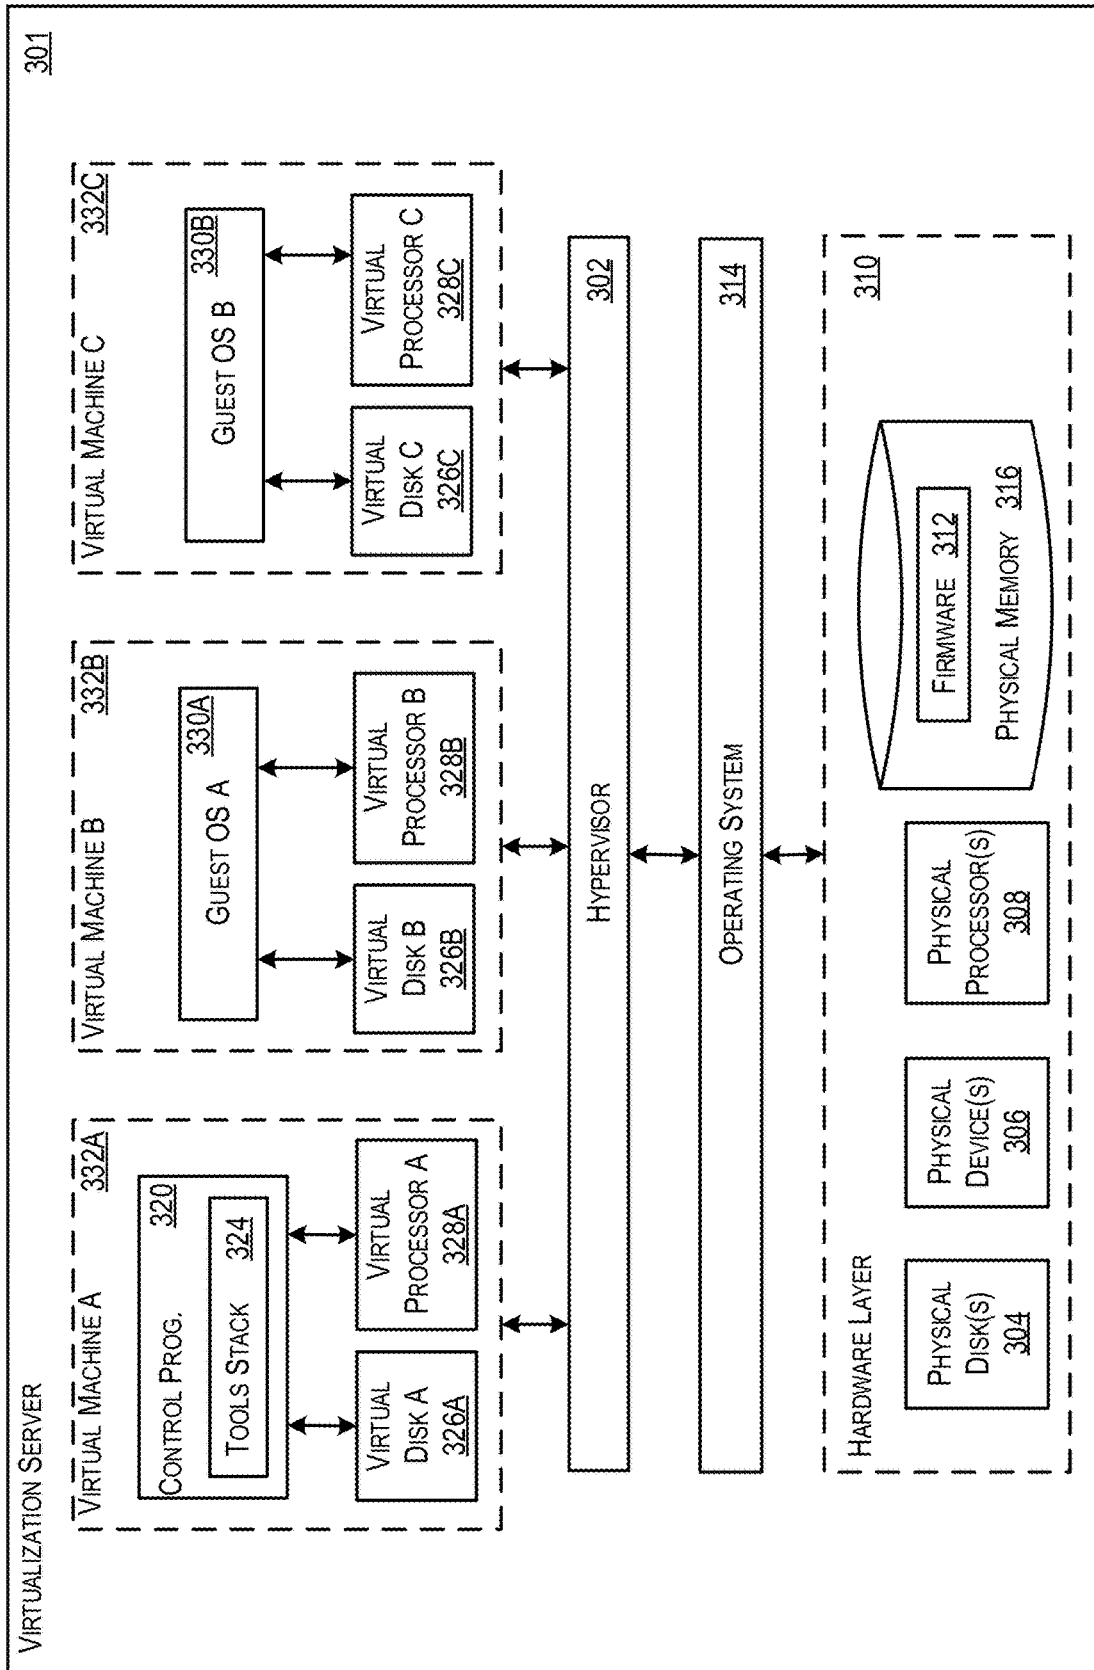 VIRTUALIZATION SERVER
301
VIRTUAL MACHINE A
332A
CONTROL PROG.
320
TOOLS STACK
324
VIRTUAL
DISK A
326A
VIRTUAL
PROCESSOR A
328A
VIRTUAL MACHINE B
332B
GUEST OS A
330A
VIRTUAL
DISK B
326B
VIRTUAL
PROCESSOR B
328B
VIRTUAL MACHINE C
332C
GUEST OS B
330B
VIRTUAL
DISK C
326C
VIRTUAL
PROCESSOR C
328C
HYPERVISOR
302
OPERATING SYSTEM
314
HARDWARE LAYER
310
PHYSICAL
DISK(S)
304
PHYSICAL
DEVICE(S)
306
PHYSICAL
PROCESSOR(S)
308
FIRMWARE 312
PHYSICAL MEMORY 316